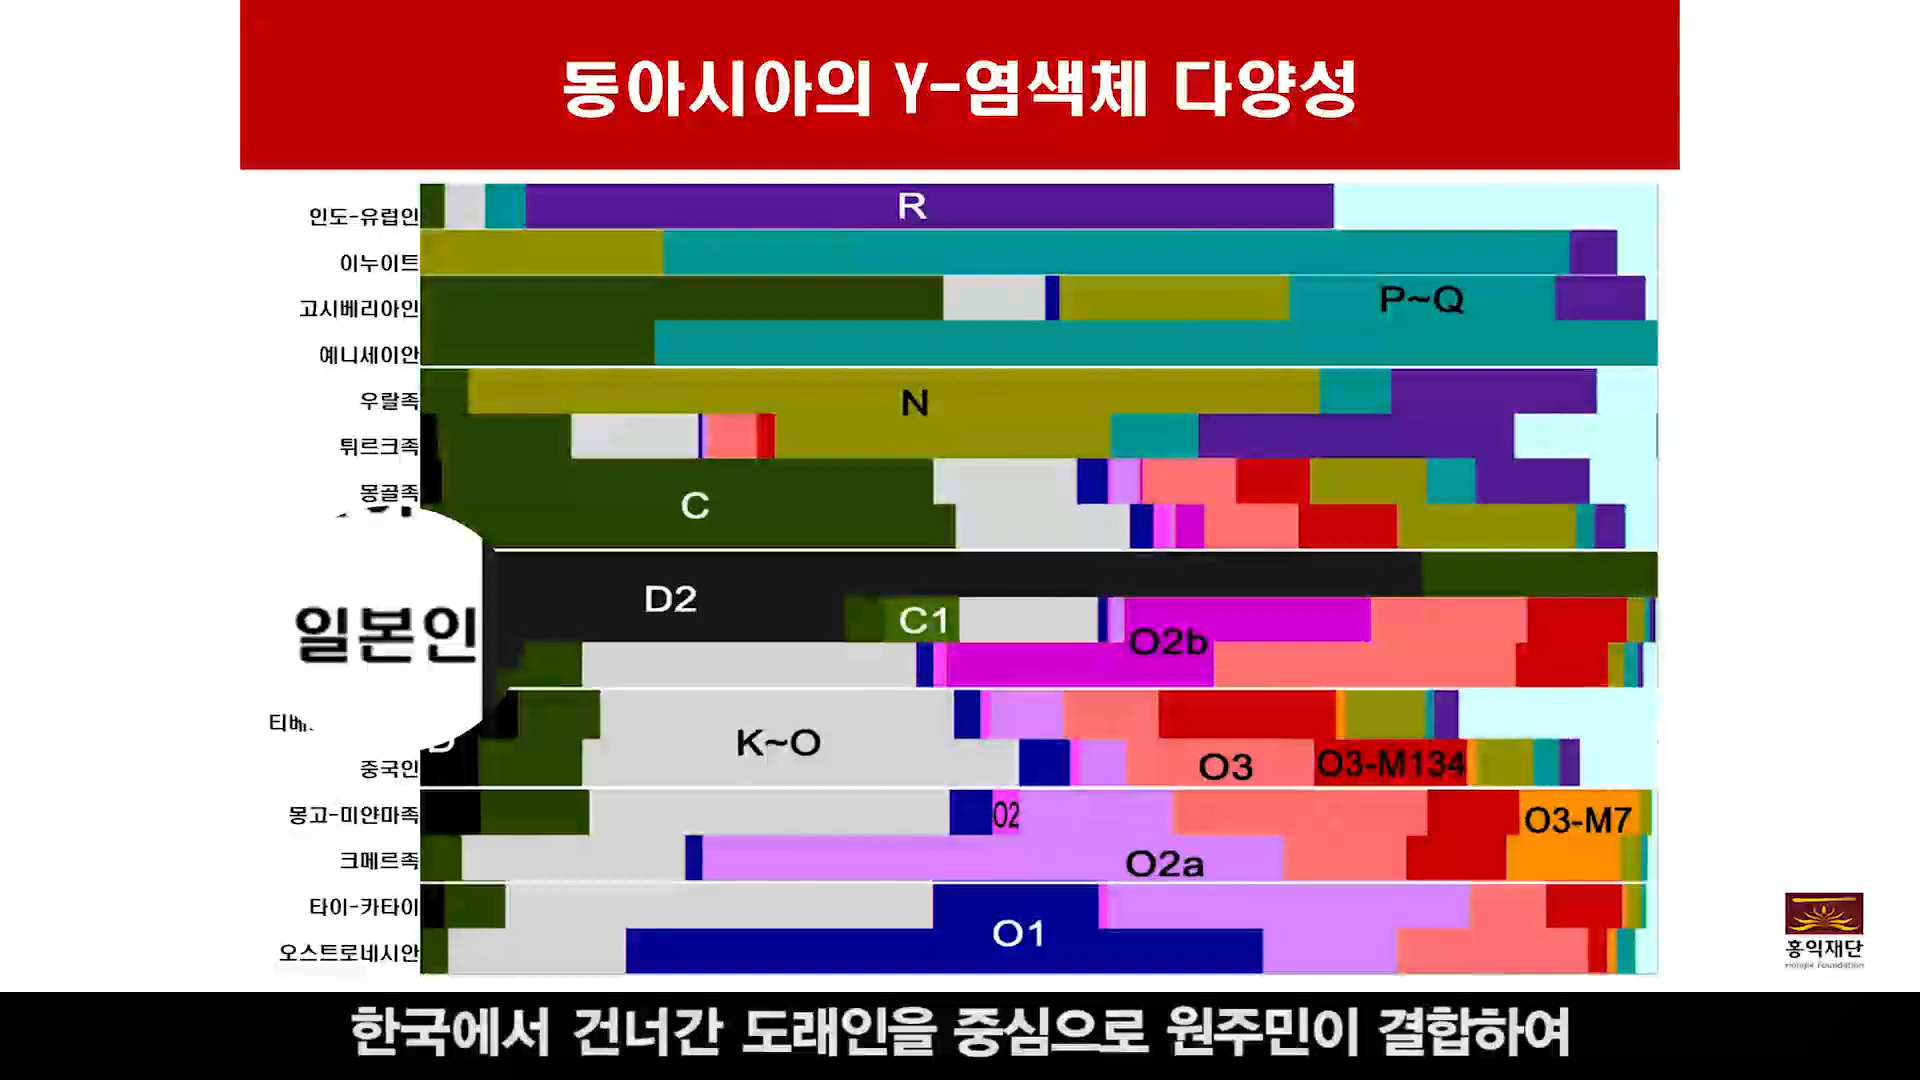 동아시아의 Y-염색체 다양성
인도-유럽인
R
이누이트
고시베리아인
P~Q
예니세이안
우랄족
N
튀르크족
몽골족
C
D2
C1
일본인
O2b
K~O
중국인
O3
O3-M134
몽고-미얀마족
O2
O3-M7
크메르족
O2a
타이-카타이
O1
오스트로네시안
홍익재단
Hongik Foundation
한국에서 건너간 도래인을 중심으로 원주민이 결합하여